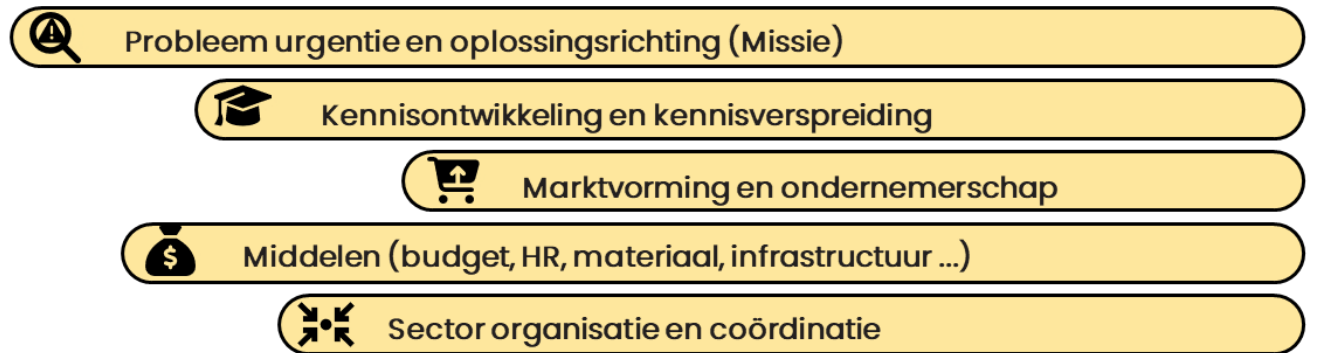 Probleem urgentie en oplossingsrichting (Missie)
Kennisontwikkeling en kennisverspreiding
Marktvorming en ondernemerschap
Middelen (budget, HR, materiaal, infrastructuur ...)
Sector organisatie en coördinatie